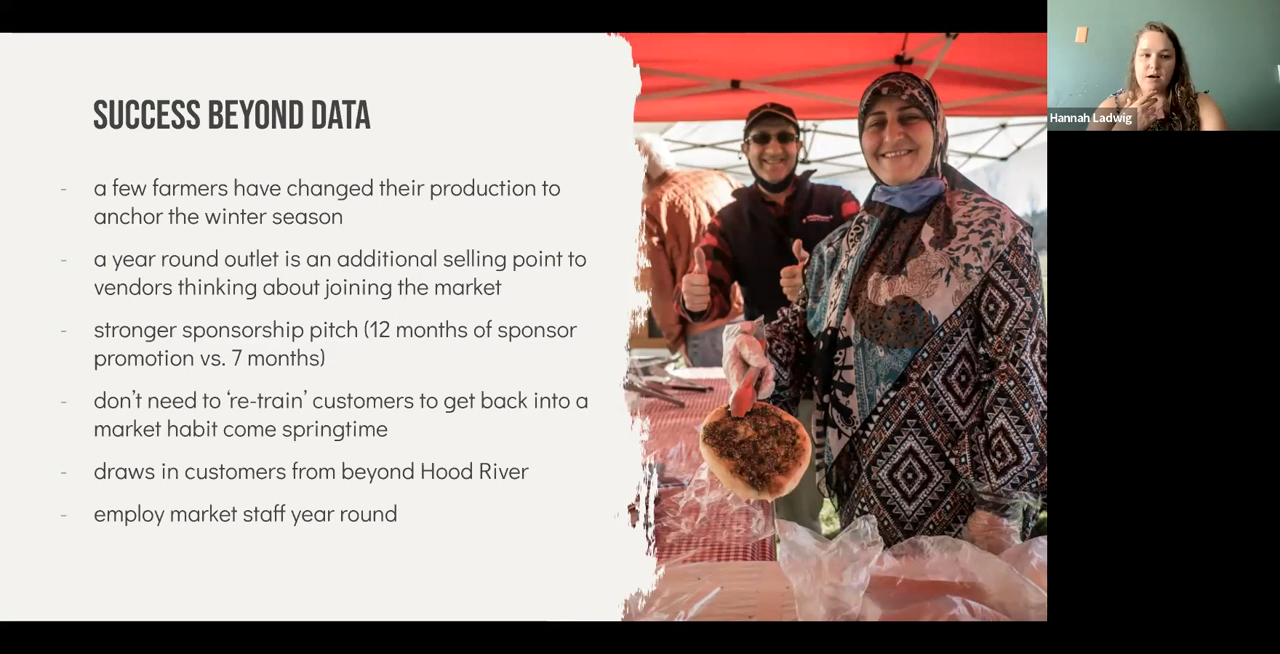 SUCCESS BEYOND DATA
- a few farmers have changed their production to
anchor the winter season
- a year round outlet is an additional selling point to
vendors thinking about joining the market
- stronger sponsorship pitch (12 months of sponsor
promotion vs. 7 months)
- don't need to ‘re-train’ customers to get back into a
market habit come springtime
- draws in customers from beyond Hood River
- employ market staff year round
Hannah Ladwig